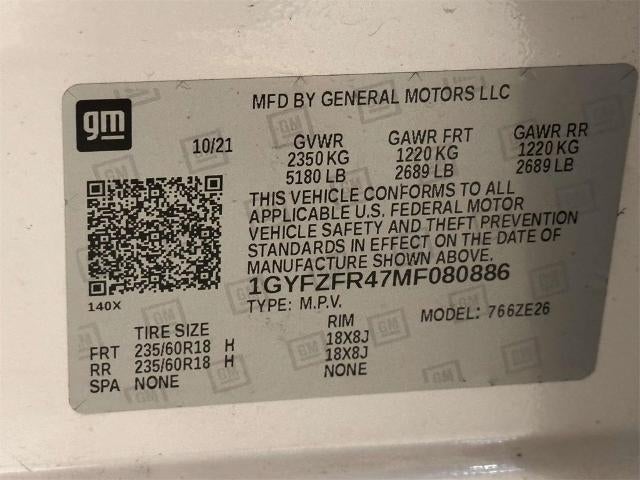 gm
MFD BY GENERAL MOTORS LLC
10/21
GVWR GAWR FRT GAWR RR
2350 KG 1220 KG 1220 KG
5180 LB 2689 LB 2689 LB
THIS VEHICLE CONFORMS TO ALL
APPLICABLE U.S. FEDERAL MOTOR
VEHICLE SAFETY AND THEFT PREVENTION
STANDARDS IN EFFECT ON THE DATE OF
MANUFACTURE SHOWN ABOVE.
1GYFZFR47MF080886
140X
TYPE: M.P.V. MODEL: 766ZE26
TIRE SIZE RIM
FRT 235/60R18 H 18X8J
RR 235/60R18 H 18X8J
SPA NONE NONE